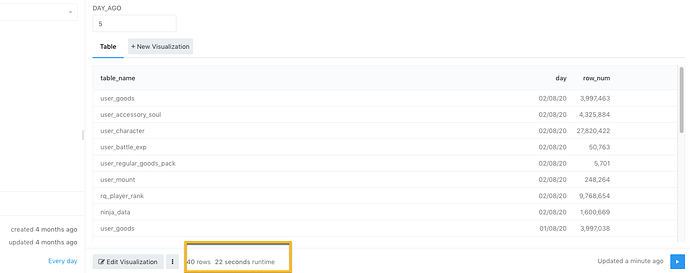 DAY_AGO
5
Table
+ New Visualization
table_name day row_num
user_goods 02/08/20 3,997,463
user_accessory_soul 02/08/20 4,325,884
user_character 02/08/20 27,820,422
user_battle_exp 02/08/20 50,763
user_regular_goods_pack 02/08/20 5,701
user_mount 02/08/20 248,264
rq_player_rank 02/08/20 9,768,654
ninja_data 02/08/20 1,600,669
user_goods 01/08/20 3,997,038
created 4 months ago
updated 4 months ago
Every day
Edit Visualization
40 rows 22 seconds runtime
Updated a minute ago